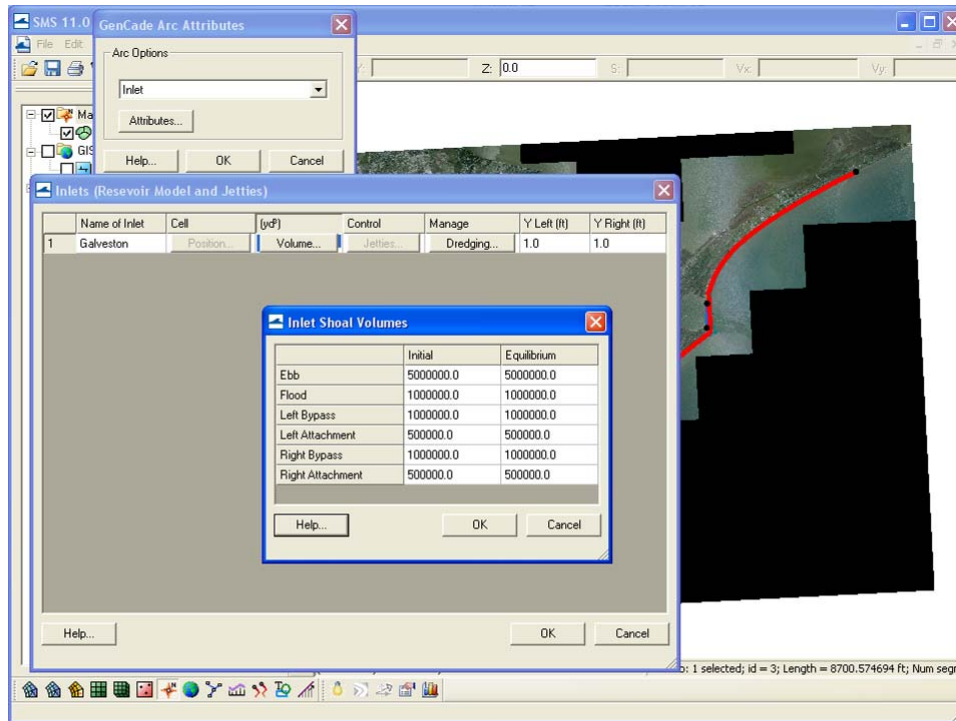 SMS 11.0
GenCade Arc Attributes
File Edit
Arc Options
Inlet
Attributes...
Help... OK Cancel
Z: 0.0 S: Vx: Vy:
Ma
GIS
Inlets (Resevoir Model and Jetties)
Name of Inlet Cell (yd³) Control Manage Y Left (ft) Y Right (ft)
1 Galveston Position... Volume... Jetties... Dredging... 1.0 1.0
Inlet Shoal Volumes
Initial Equilibrium
Ebb 5000000.0 5000000.0
Flood 1000000.0 1000000.0
Left Bypass 1000000.0 1000000.0
Left Attachment 500000.0 500000.0
Right Bypass 1000000.0 1000000.0
Right Attachment 500000.0 500000.0
Help... OK Cancel
Help... OK Cancel
1 selected; id = 3; Length = 8700.574694 ft; Num segm